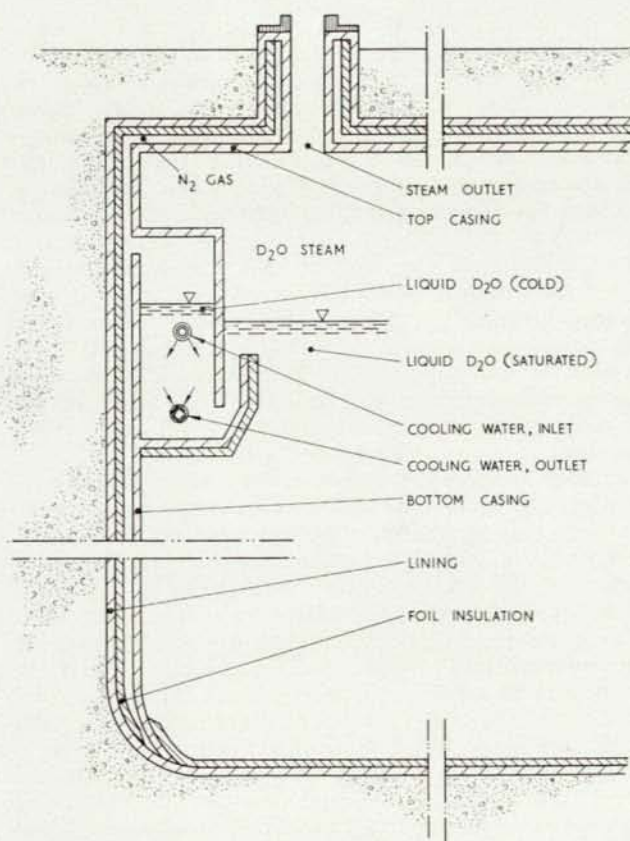 N₂ GAS
STEAM OUTLET
TOP CASING
D₂O STEAM
LIQUID D₂O (COLD)
LIQUID D₂O (SATURATED)
COOLING WATER, INLET
COOLING WATER, OUTLET
BOTTOM CASING
LINING
FOIL INSULATION